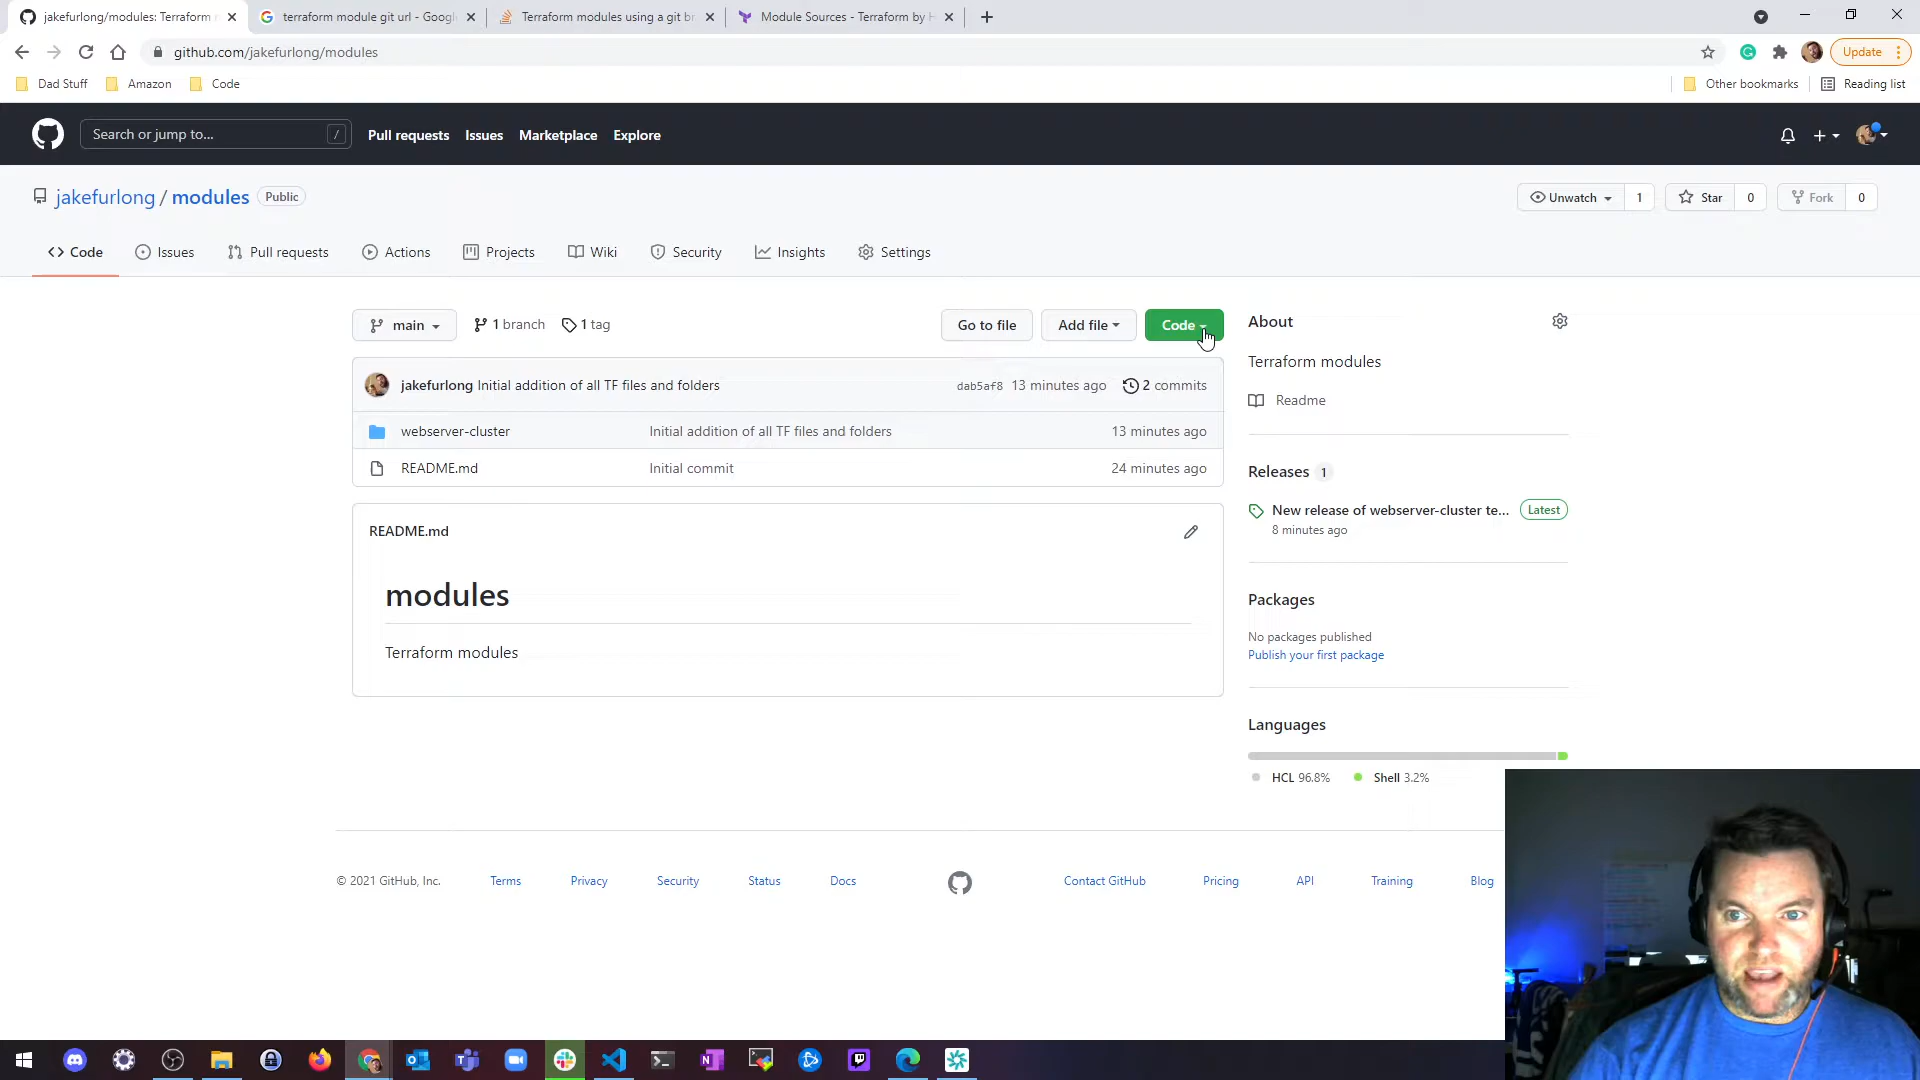 jakefurlong/modules: Terraform m
terraform module git url - Googl
Terraform modules using a git br
Module Sources - Terraform by H
github.com/jakefurlong/modules
Update
Dad Stuff
Amazon
Code
Other bookmarks
Reading list
Search or jump to...
/
Pull requests
Issues
Marketplace
Explore
jakefurlong / modules
Public
Unwatch
1
Star
0
Fork
0
<> Code
Issues
Pull requests
Actions
Projects
Wiki
Security
Insights
Settings
main
1 branch
1 tag
Go to file
Add file
Code
jakefurlong Initial addition of all TF files and folders
dab5af8 13 minutes ago
2 commits
webserver-cluster
Initial addition of all TF files and folders
13 minutes ago
README.md
Initial commit
24 minutes ago
README.md
modules
Terraform modules
About
Terraform modules
Readme
Releases 1
New release of webserver-cluster te...
Latest
8 minutes ago
Packages
No packages published
Publish your first package
Languages
HCL 96.8%
Shell 3.2%
© 2021 GitHub, Inc.
Terms
Privacy
Security
Status
Docs
Contact GitHub
Pricing
API
Training
Blog